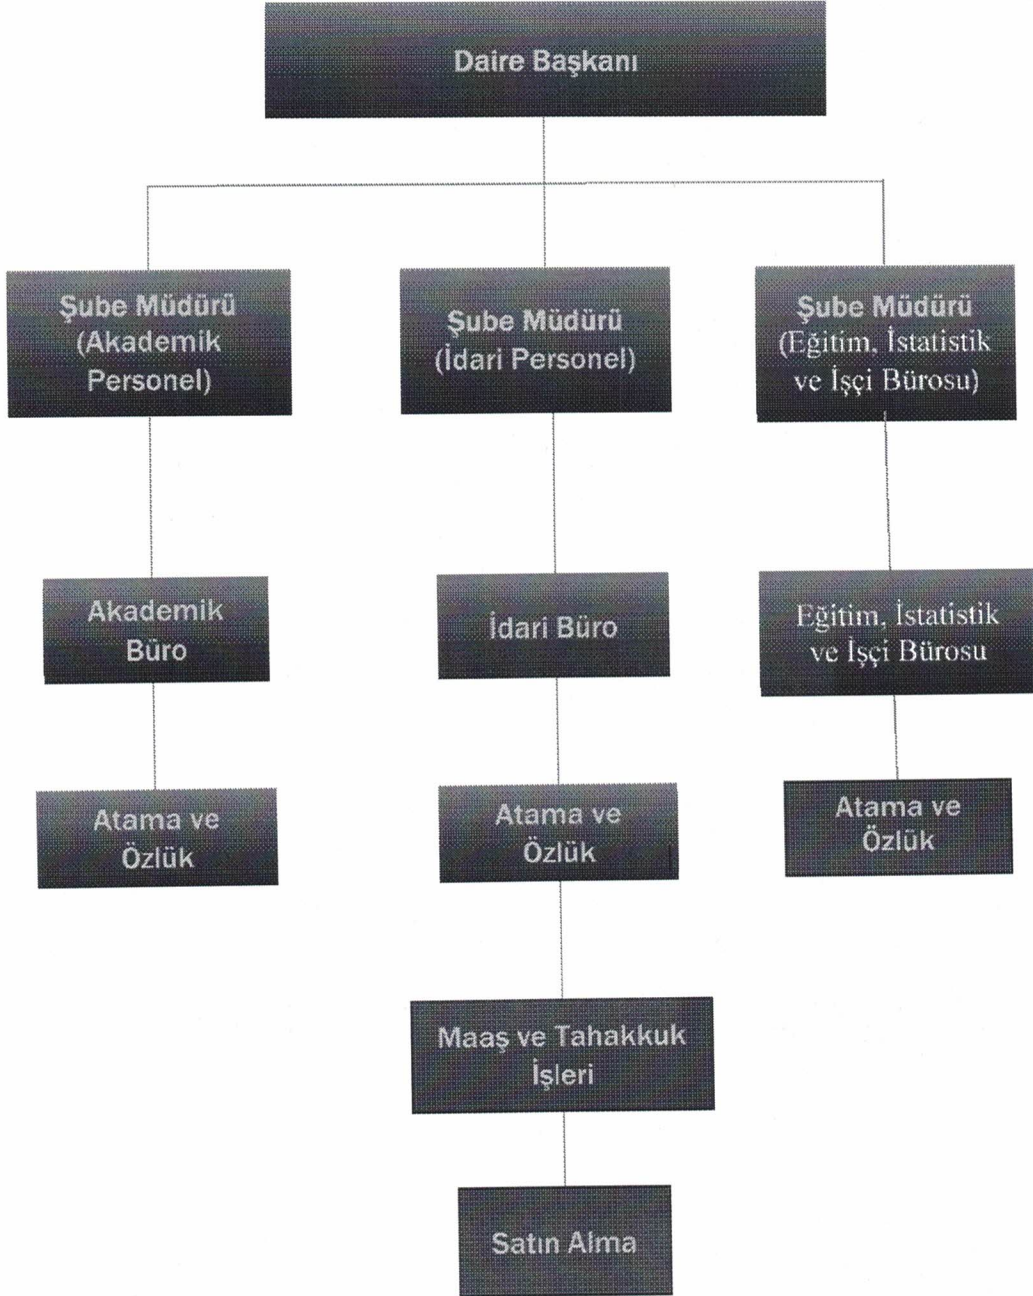 Daire Başkanı
Şube Müdürü
(Akademik
Personel)
Şube Müdürü
(İdari Personel)
Şube Müdürü
(Eğitim, İstatistik
ve İşçi Bürosu)
Akademik
Büro
İdari Büro
Eğitim, İstatistik
ve İşçi Bürosu
Atama ve
Özlük
Atama ve
Özlük
Atama ve
Özlük
Maaş ve Tahakkuk
İşleri
Satın Alma